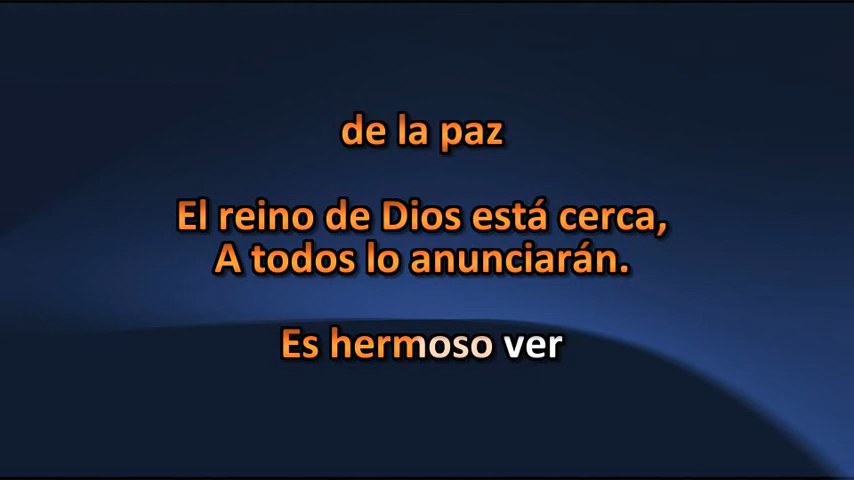 de la paz
El reino de Dios está cerca,
A todos lo anunciarán.
Es hermoso ver